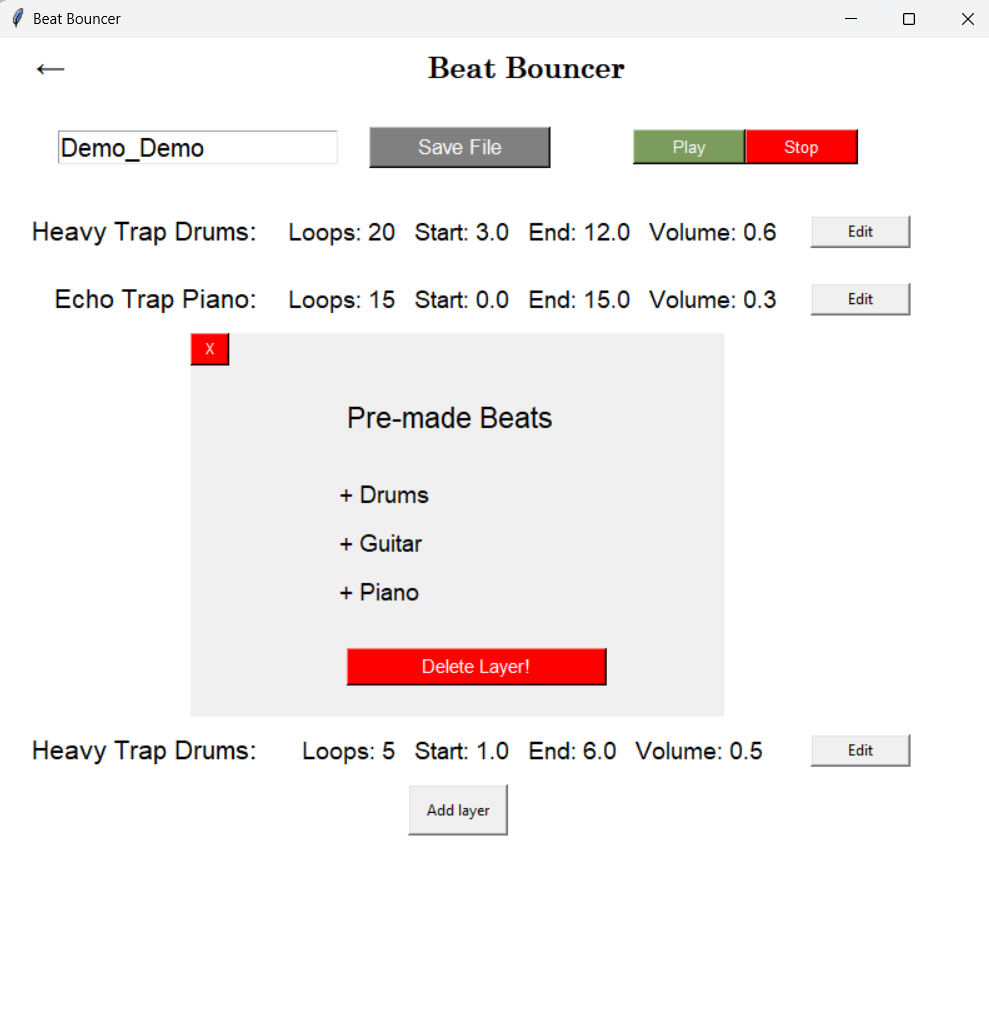 Beat Bouncer
← Beat Bouncer
Demo_Demo Save File Play Stop
Heavy Trap Drums: Loops: 20 Start: 3.0 End: 12.0 Volume: 0.6 Edit
Echo Trap Piano: Loops: 15 Start: 0.0 End: 15.0 Volume: 0.3 Edit
X
Pre-made Beats
+ Drums
+ Guitar
+ Piano
Delete Layer!
Heavy Trap Drums: Loops: 5 Start: 1.0 End: 6.0 Volume: 0.5 Edit
Add layer